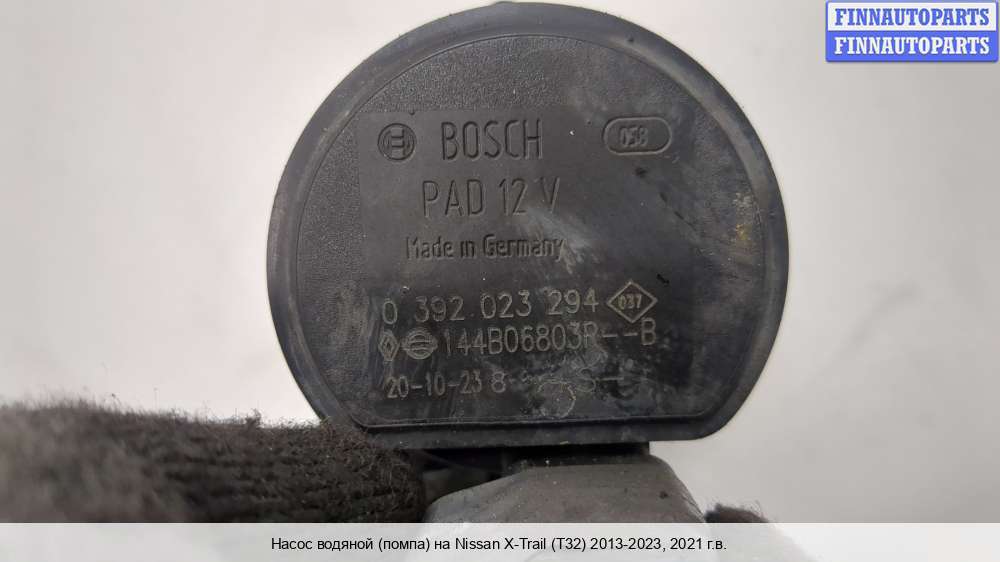 FINNAUTOPARTS
FINNAUTOPARTS
BOSCH 058
PAD 12 V
Made in Germany
0 392 023 294 037
144B06803R--B
20-10-23 8
Насос водяной (помпа) на Nissan X-Trail (T32) 2013-2023, 2021 г.в.